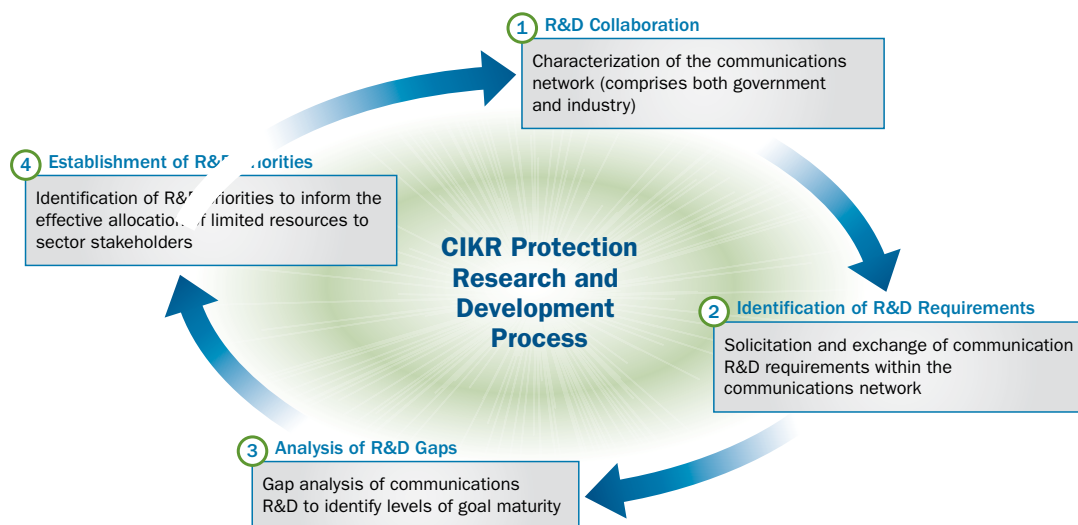 1 R&D Collaboration
Characterization of the communications
network (comprises both government
and industry)
4 Establishment of R&
Identification of R&
effective allocation limited resources to
sector stakeholders
CIKR Protection
Research and
Development
Process
2 Identification of R&D Requirements
Solicitation and exchange of communication
R&D requirements within the
communications network
3 Analysis of R&D Gaps
Gap analysis of communications
R&D to identify levels of goal maturity